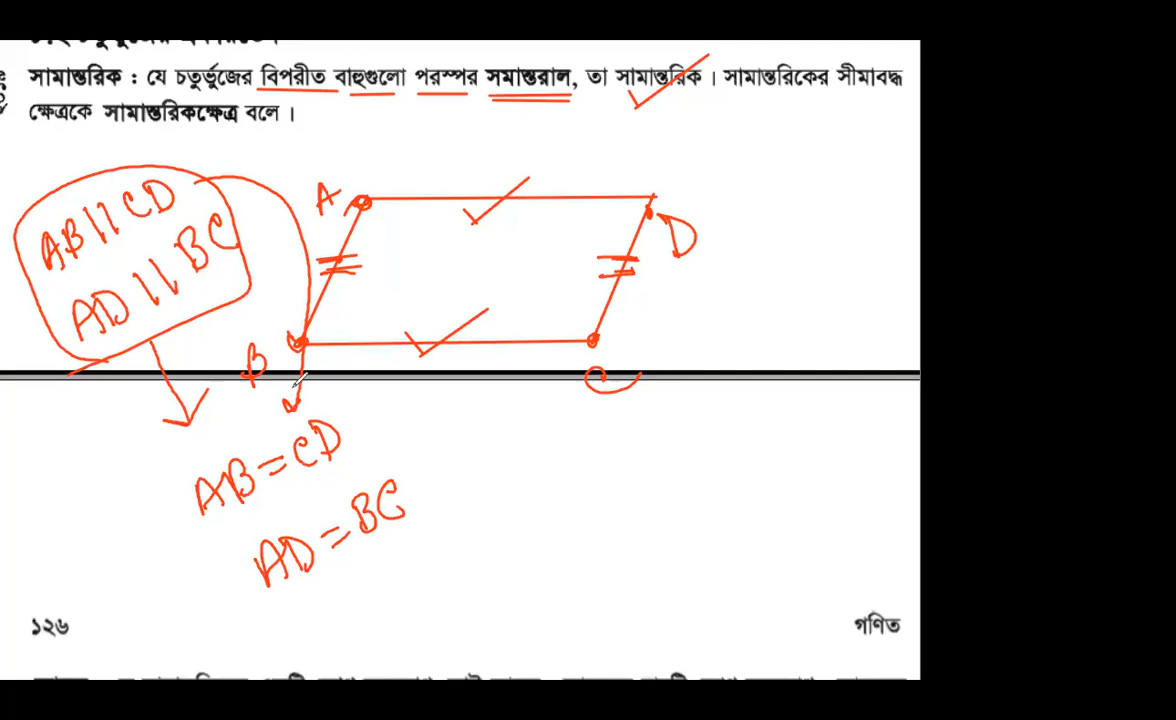 সামান্তরিক : যে চতুর্ভুজের বিপরীত বাহুগুলো পরস্পর সমান্তরাল, তা সামান্তরিক। সামান্তরিকের সীমাবদ্ধ
ক্ষেত্রকে সামান্তরিকক্ষেত্র বলে।
AB || CD
AD || BC
A
D
B
C
AB = CD
AD = BC
১২৬
গণিত